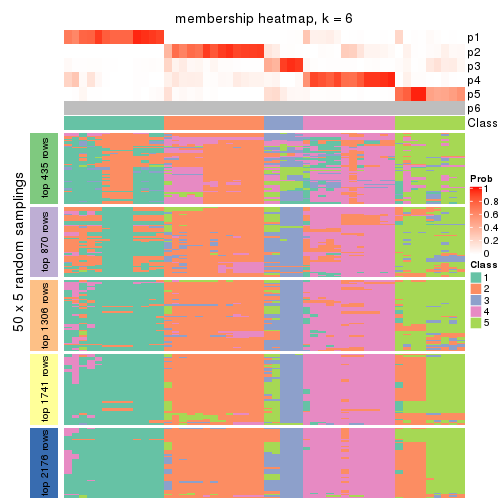 membership heatmap, k = 6
p1
p2
p3
p4
p5
p6
Class
50 x 5 random samplings
top 435 rows
top 870 rows
top 1306 rows
top 1741 rows
top 2176 rows
Prob
1
0.8
0.6
0.4
0.2
0
Class
1
2
3
4
5